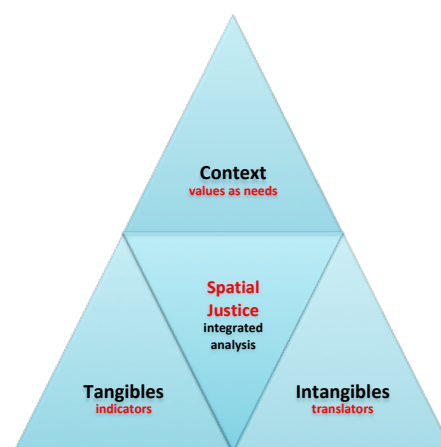 Context
values as needs
Spatial
Justice
integrated
analysis
Tangibles
indicators
Intangibles
translators